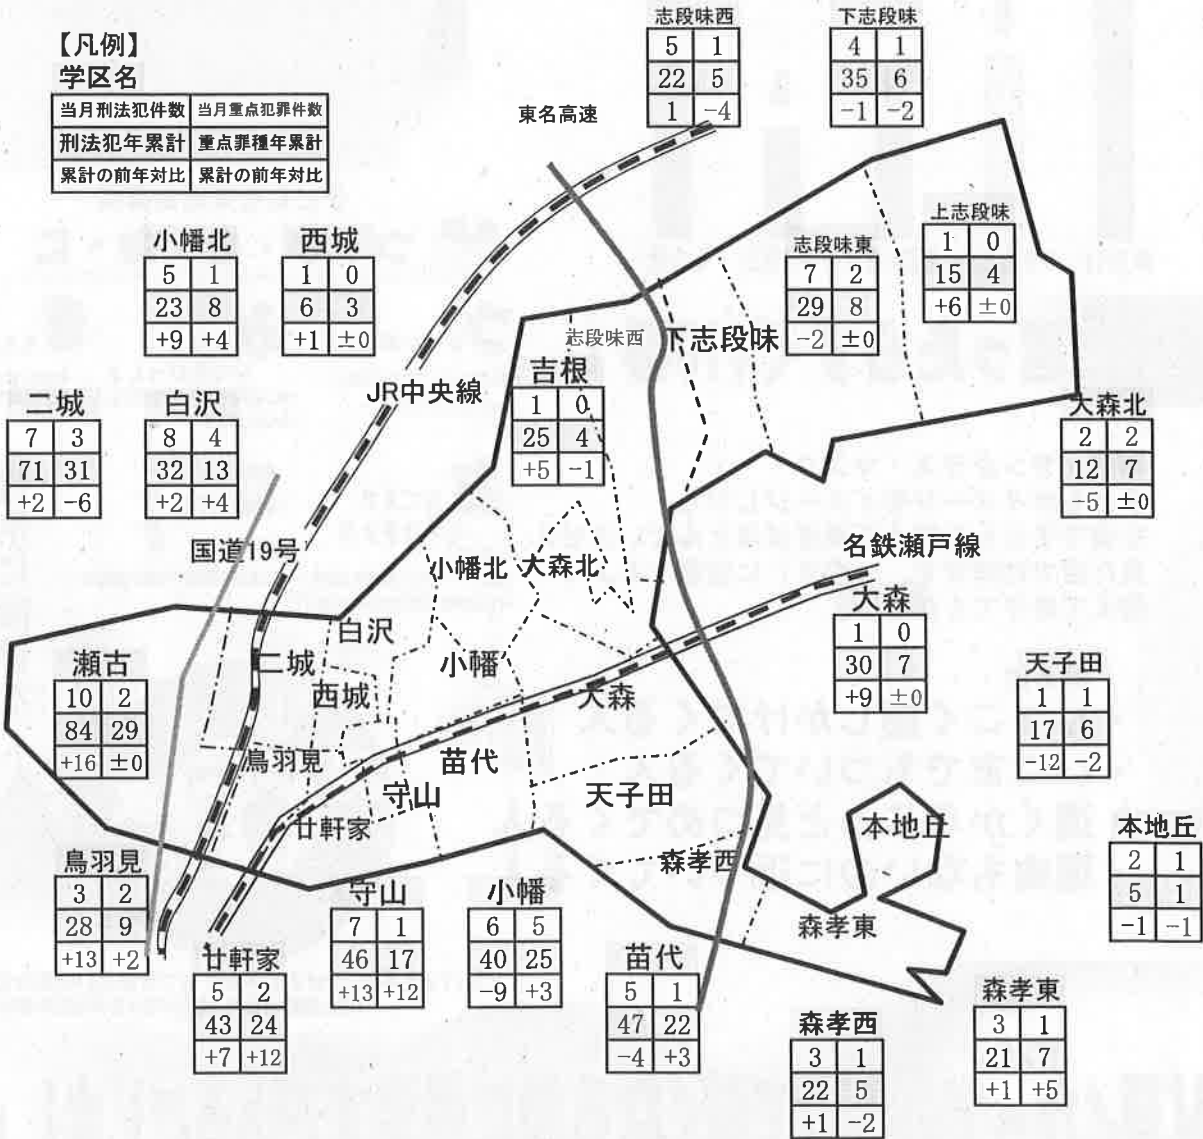 【凡例】
学区名
当月刑法犯件数 当月重点犯罪件数
刑法犯年累計 重点罪種年累計
累計の前年対比 累計の前年対比
志段味西
5 1
22 5
1 -4
下志段味
4 1
35 6
-1 -2
東名高速
上志段味
1 0
15 4
+6 ±0
志段味東
7 2
29 8
-2 ±0
小幡北
5 1
23 8
+9 +4
西城
1 0
6 3
+1 ±0
志段味西
下志段味
吉根
1 0
25 4
+5 -1
JR中央線
二城
7 3
71 31
+2 -6
白沢
8 4
32 13
+2 +4
大森北
2 2
12 7
-5 ±0
国道19号
小幡北
大森北
名鉄瀬戸線
大森
1 0
30 7
+9 ±0
白沢
二城
小幡
西城
大森
瀬古
10 2
84 29
+16 ±0
天子田
1 1
17 6
-12 -2
鳥羽見
苗代
守山
天子田
廿軒家
本地丘
森孝西
森孝東
本地丘
2 1
5 1
-1 -1
鳥羽見
3 2
28 9
+13 +2
守山
7 1
46 17
+13 +12
小幡
6 5
40 25
-9 +3
廿軒家
5 2
43 24
+7 +12
苗代
5 1
47 22
-4 +3
森孝西
3 1
22 5
+1 -2
森孝東
3 1
21 7
+1 +5